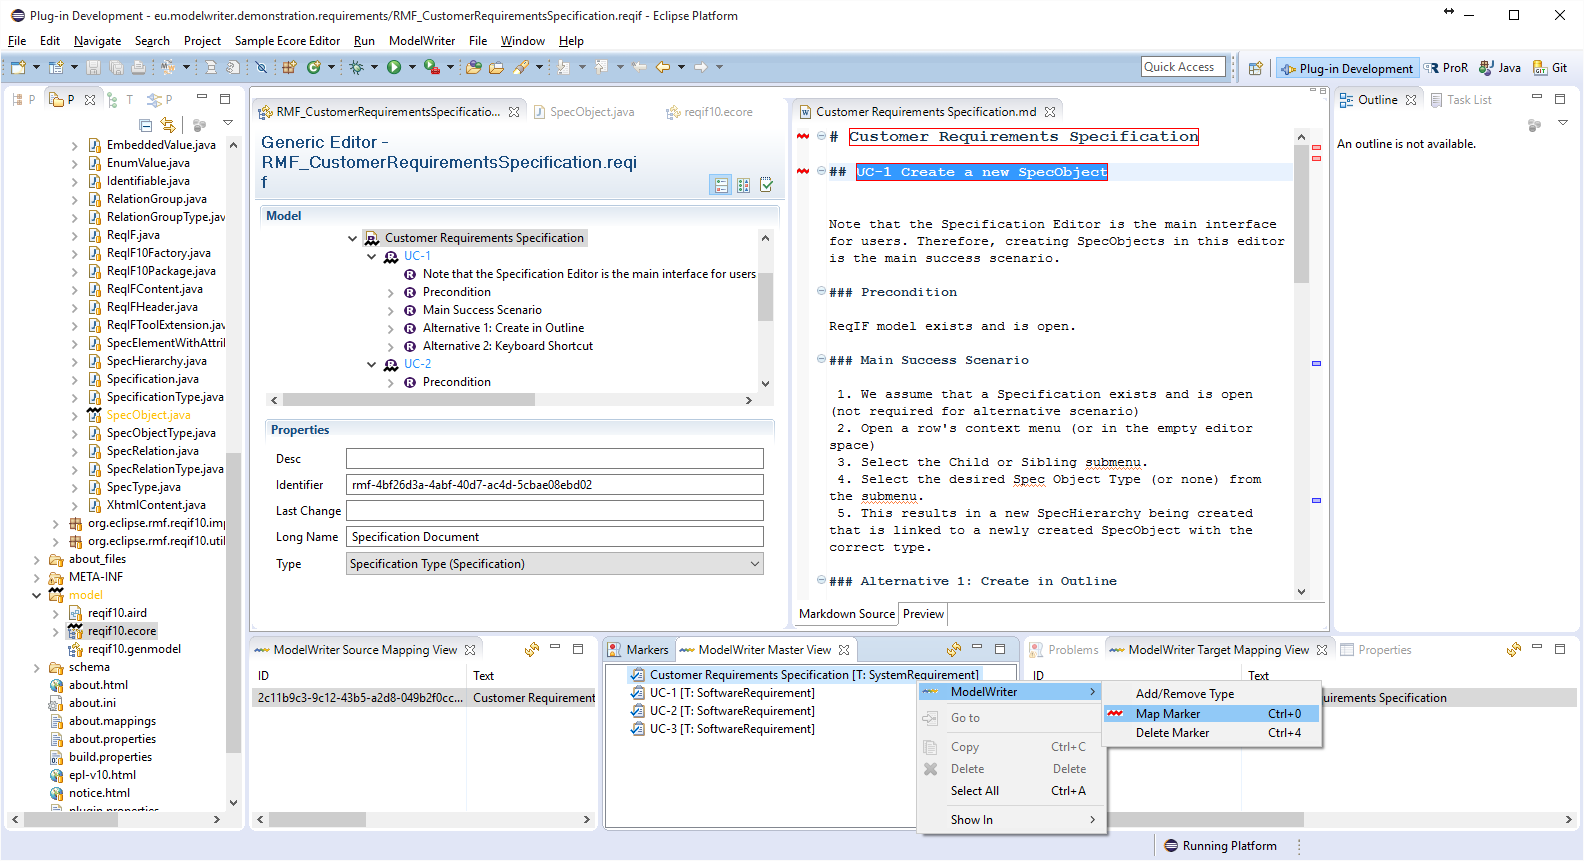 Plug-in Development - eu.modelwriter.demonstration.requirements/RMF_CustomerRequirementsSpecification.reqif - Eclipse Platform
File Edit Navigate Search Project Sample Ecore Editor Run ModelWriter File Window Help
Quick Access
Plug-in Development ProR Java Git
P P T P
EmbeddedValue.java
EnumValue.java
Identifiable.java
RelationGroup.java
RelationGroupType.jav
ReqIF.java
ReqIF10Factory.java
ReqIF10Package.java
ReqIFContent.java
ReqIFHeader.java
ReqIFToolExtension.jav
SpecElementWithAttril
SpecHierarchy.java
Specification.java
SpecificationType.java
SpecObject.java
SpecObjectType.java
SpecRelation.java
SpecRelationType.java
SpecType.java
XhtmlContent.java
org.eclipse.rmf.reqif10.imp
org.eclipse.rmf.reqif10.util
about_files
META-INF
model
reqif10.aird
reqif10.ecore
reqif10.genmodel
schema
about.html
about.ini
about.mappings
about.properties
build.properties
epl-v10.html
notice.html
plugin.properties
RMF_CustomerRequirementsSpecificatio... SpecObject.java reqif10.ecore
Generic Editor -
RMF_CustomerRequirementsSpecification.reqi
f
Model
Customer Requirements Specification
UC-1
Note that the Specification Editor is the main interface for users
Precondition
Main Success Scenario
Alternative 1: Create in Outline
Alternative 2: Keyboard Shortcut
UC-2
Precondition
Properties
Desc
Identifier rmf-4bf26d3a-4abf-40d7-ac4d-5cbae08ebd02
Last Change
Long Name Specification Document
Type Specification Type (Specification)
Customer Requirements Specification.md
# Customer Requirements Specification
## UC-1 Create a new SpecObject
Note that the Specification Editor is the main interface
for users. Therefore, creating SpecObjects in this editor
is the main success scenario.
### Precondition
ReqIF model exists and is open.
### Main Success Scenario
1. We assume that a Specification exists and is open
(not required for alternative scenario)
2. Open a row's context menu (or in the empty editor
space)
3. Select the Child or Sibling submenu.
4. Select the desired Spec Object Type (or none) from
the submenu.
5. This results in a new SpecHierarchy being created
that is linked to a newly created SpecObject with the
correct type.
### Alternative 1: Create in Outline
Markdown Source Preview
Outline Task List
An outline is not available.
ModelWriter Source Mapping View
ID Text
2c11b9c3-9c12-43b5-a2d8-049b2f0cc... Customer Requirement
Markers ModelWriter Master View
Customer Requirements Specification [T: SystemRequirement]
UC-1 [T: SoftwareRequirement]
UC-2 [T: SoftwareRequirement]
UC-3 [T: SoftwareRequirement]
ModelWriter
Go to
Copy Ctrl+C
Delete Delete
Select All Ctrl+A
Show In
Add/Remove Type
Map Marker Ctrl+0
Delete Marker Ctrl+4
Problems ModelWriter Target Mapping View Properties
ID Text
uirements Specification
Running Platform